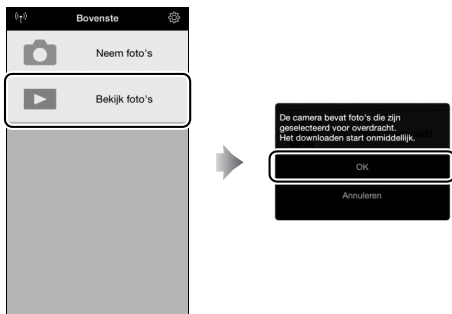 Bovenste
Neem foto's
Bekijk foto's
De camera bevat foto's die zijn
geselecteerd voor overdracht.
Het downloaden start onmiddellijk.
OK
Annuleren